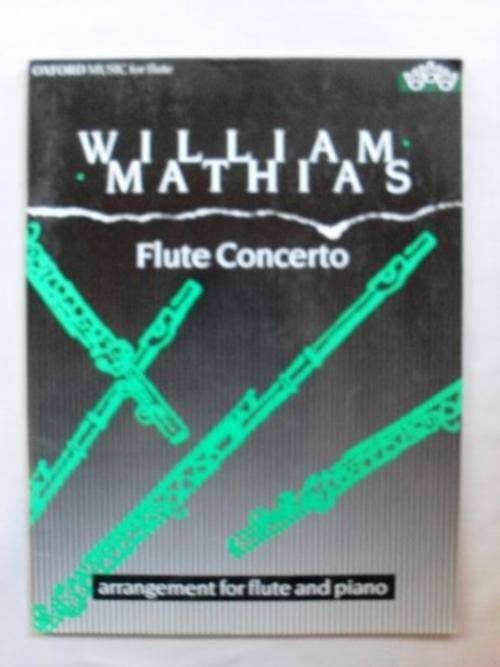 OXFORD MUSIC for flute
WILLIAM
MATHIAS
Flute Concerto
arrangement for flute and piano